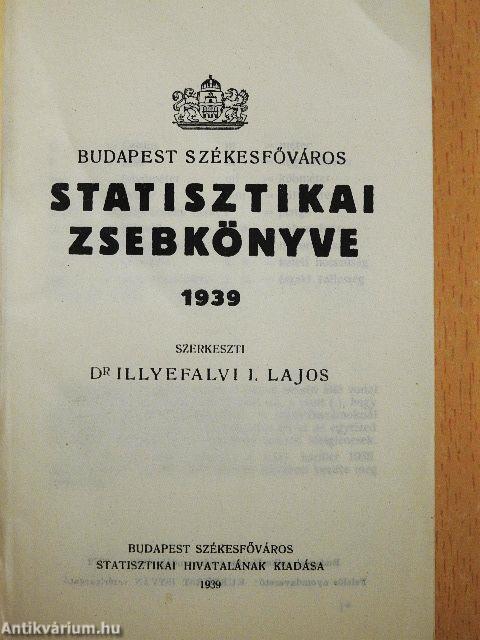 BUDAPEST SZÉKESFŐVÁROS
STATISZTIKAI
ZSEBKÖNYVE
1939
SZERKESZTI
DR ILLYEFALVI I. LAJOS
BUDAPEST SZÉKESFŐVÁROS
STATISZTIKAI HIVATALÁNAK KIADÁSA
1939
Antikvárium.hu